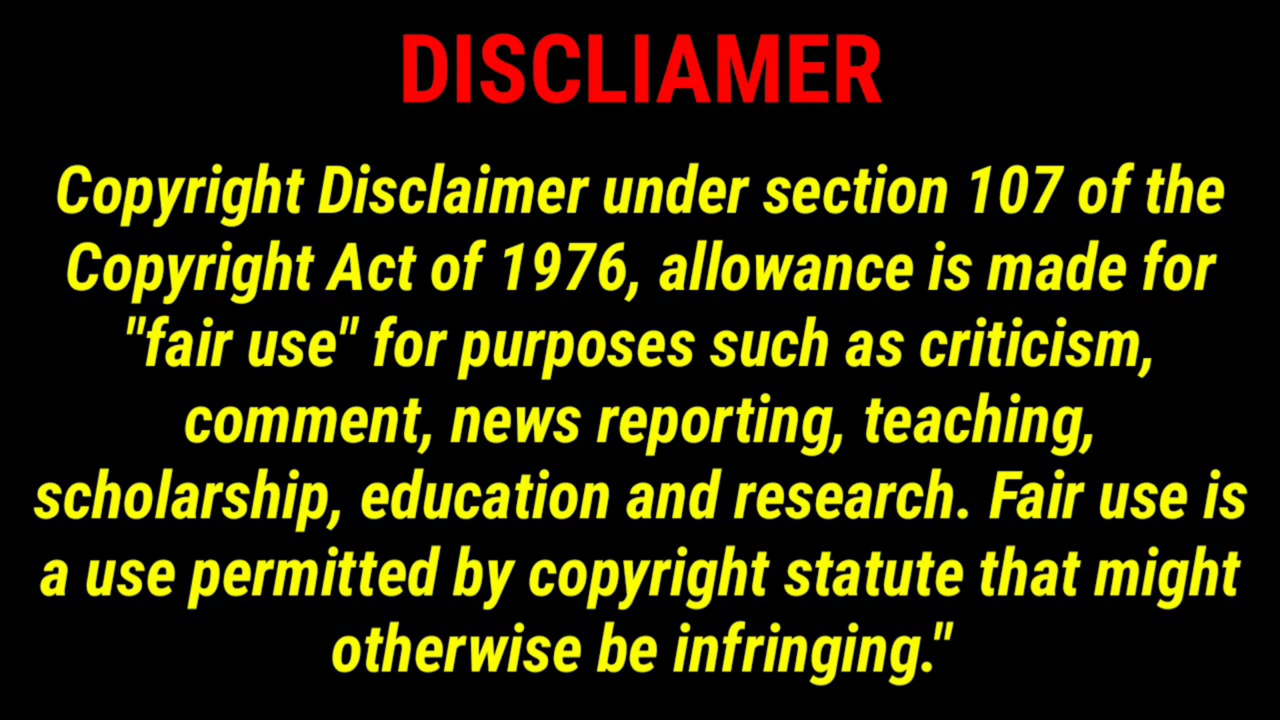 DISCLIAMER
Copyright Disclaimer under section 107 of the
Copyright Act of 1976, allowance is made for
"fair use" for purposes such as criticism,
comment, news reporting, teaching,
scholarship, education and research. Fair use is
a use permitted by copyright statute that might
otherwise be infringing."